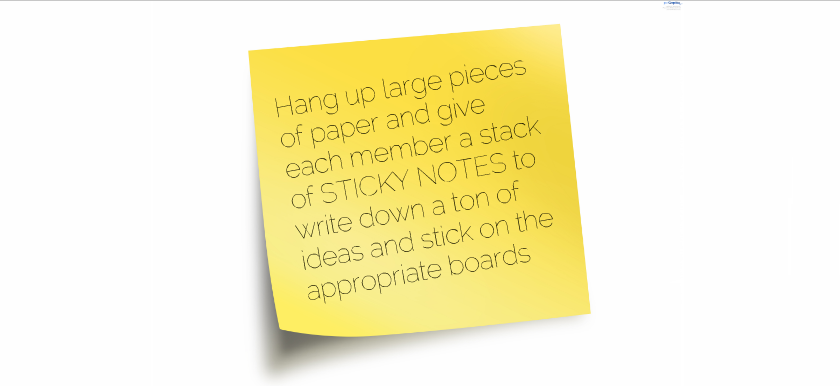 Hang up large pieces
of paper and give
each member a stack
of STICKY NOTES to
write down a ton of
ideas and stick on the
appropriate boards